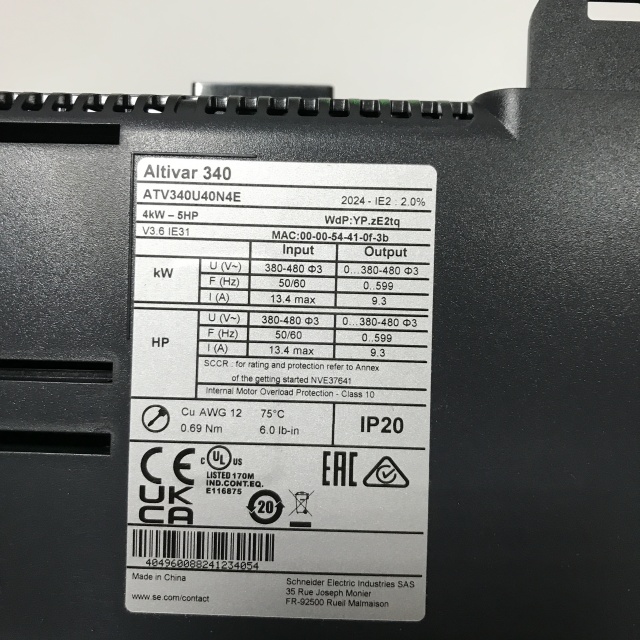 Altivar 340
ATV340U40N4E
2024 - IE2 : 2.0%
4kW – 5HP
WdP:YP.zE2tq
V3.6 IE31
MAC:00-00-54-41-0f-3b
Input Output
kW
U (V~) 380-480 Φ3 0...380-480 Φ3
F (Hz) 50/60 0..599
I (A) 13.4 max 9.3
HP
U (V~) 380-480 Φ3 0...380-480 Φ3
F (Hz) 50/60 0..599
I (A) 13.4 max 9.3
SCCR : for rating and protection refer to Annex
of the getting started NVE37641
Internal Motor Overload Protection - Class 10
Cu AWG 12 75°C
0.69 Nm 6.0 lb-in
IP20
CE
c UL us
LISTED 170M
IND.CONT.EQ.
E116875
EAC
UK
CA
20
404960088241234054
Made in China
www.se.com/contact
Schneider Electric Industries SAS
35 Rue Joseph Monier
FR-92500 Rueil Malmaison